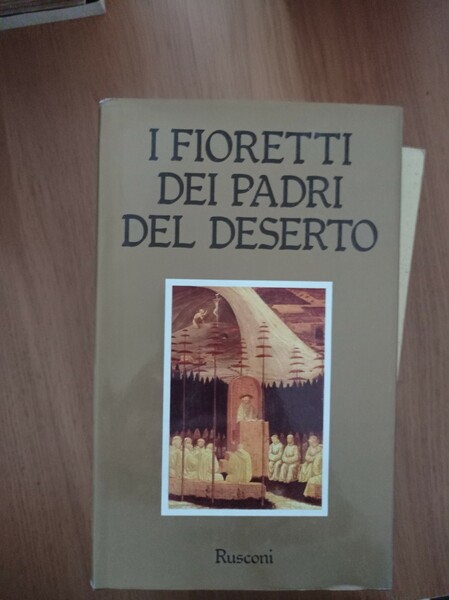 I FIORETTI
DEI PADRI
DEL DESERTO
Rusconi